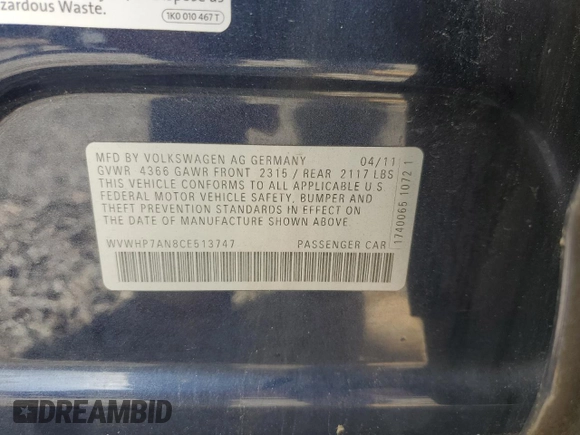 zardous Waste.
1K0 010 467 T
MFD BY VOLKSWAGEN AG GERMANY 04/11
GVWR 4366 GAWR FRONT 2315 / REAR 2117 LBS
THIS VEHICLE CONFORMS TO ALL APPLICABLE U S
FEDERAL MOTOR VEHICLE SAFETY, BUMPER AND
THEFT PREVENTION STANDARDS IN EFFECT ON
THE DATE OF MANUFACTURE SHOWN ABOVE
WVWHP7AN8CE513747 PASSENGER CAR
1740065 1072 1
DREAMBID